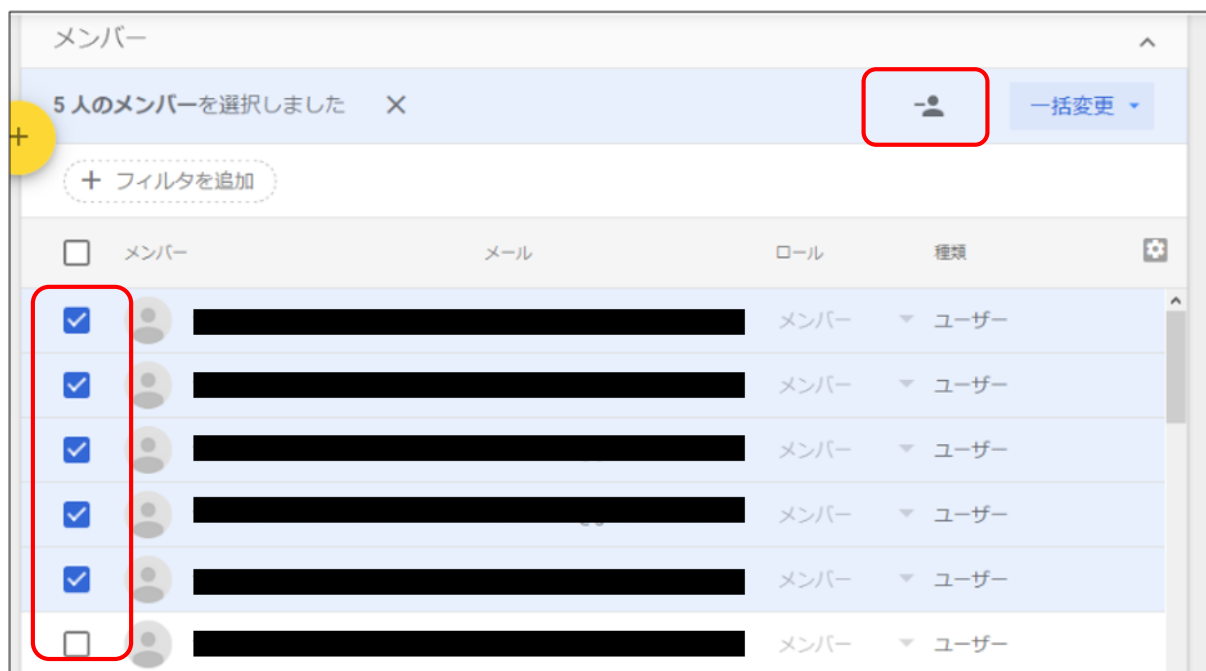 メンバー
5 人のメンバーを選択しました
一括変更
フィルタを追加
メンバー メール ロール 種類
メンバー ユーザー
メンバー ユーザー
メンバー ユーザー
メンバー ユーザー
メンバー ユーザー
メンバー ユーザー